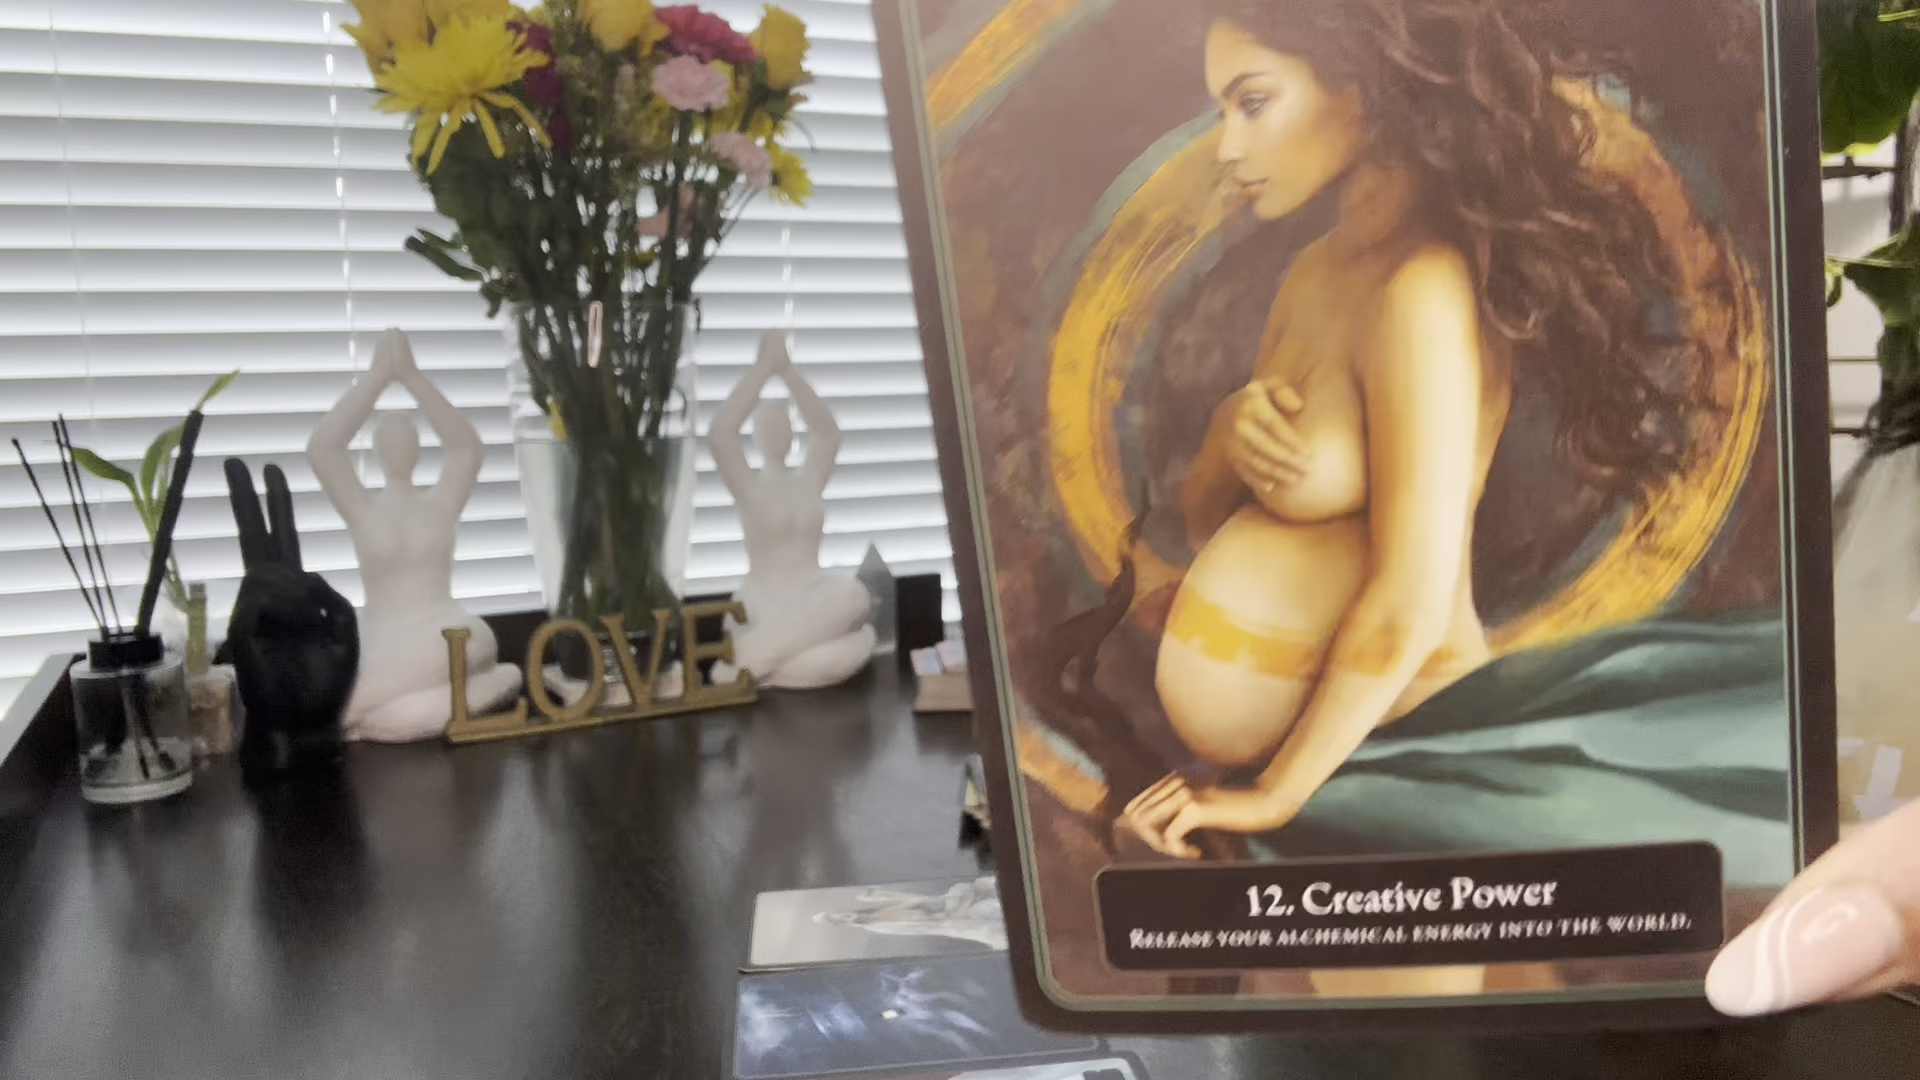 LOVE
12. Creative Power
RELEASE YOUR ALCHEMICAL ENERGY INTO THE WORLD.